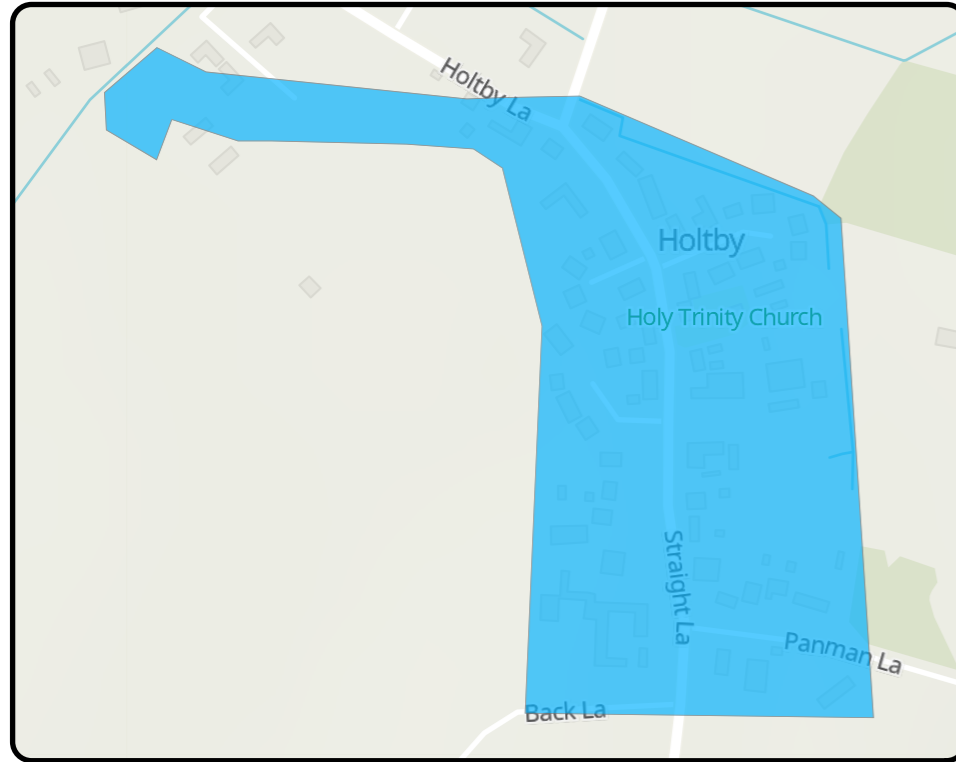 Holtby La
Holtby
Holy Trinity Church
Straight La
Panman La
Back La